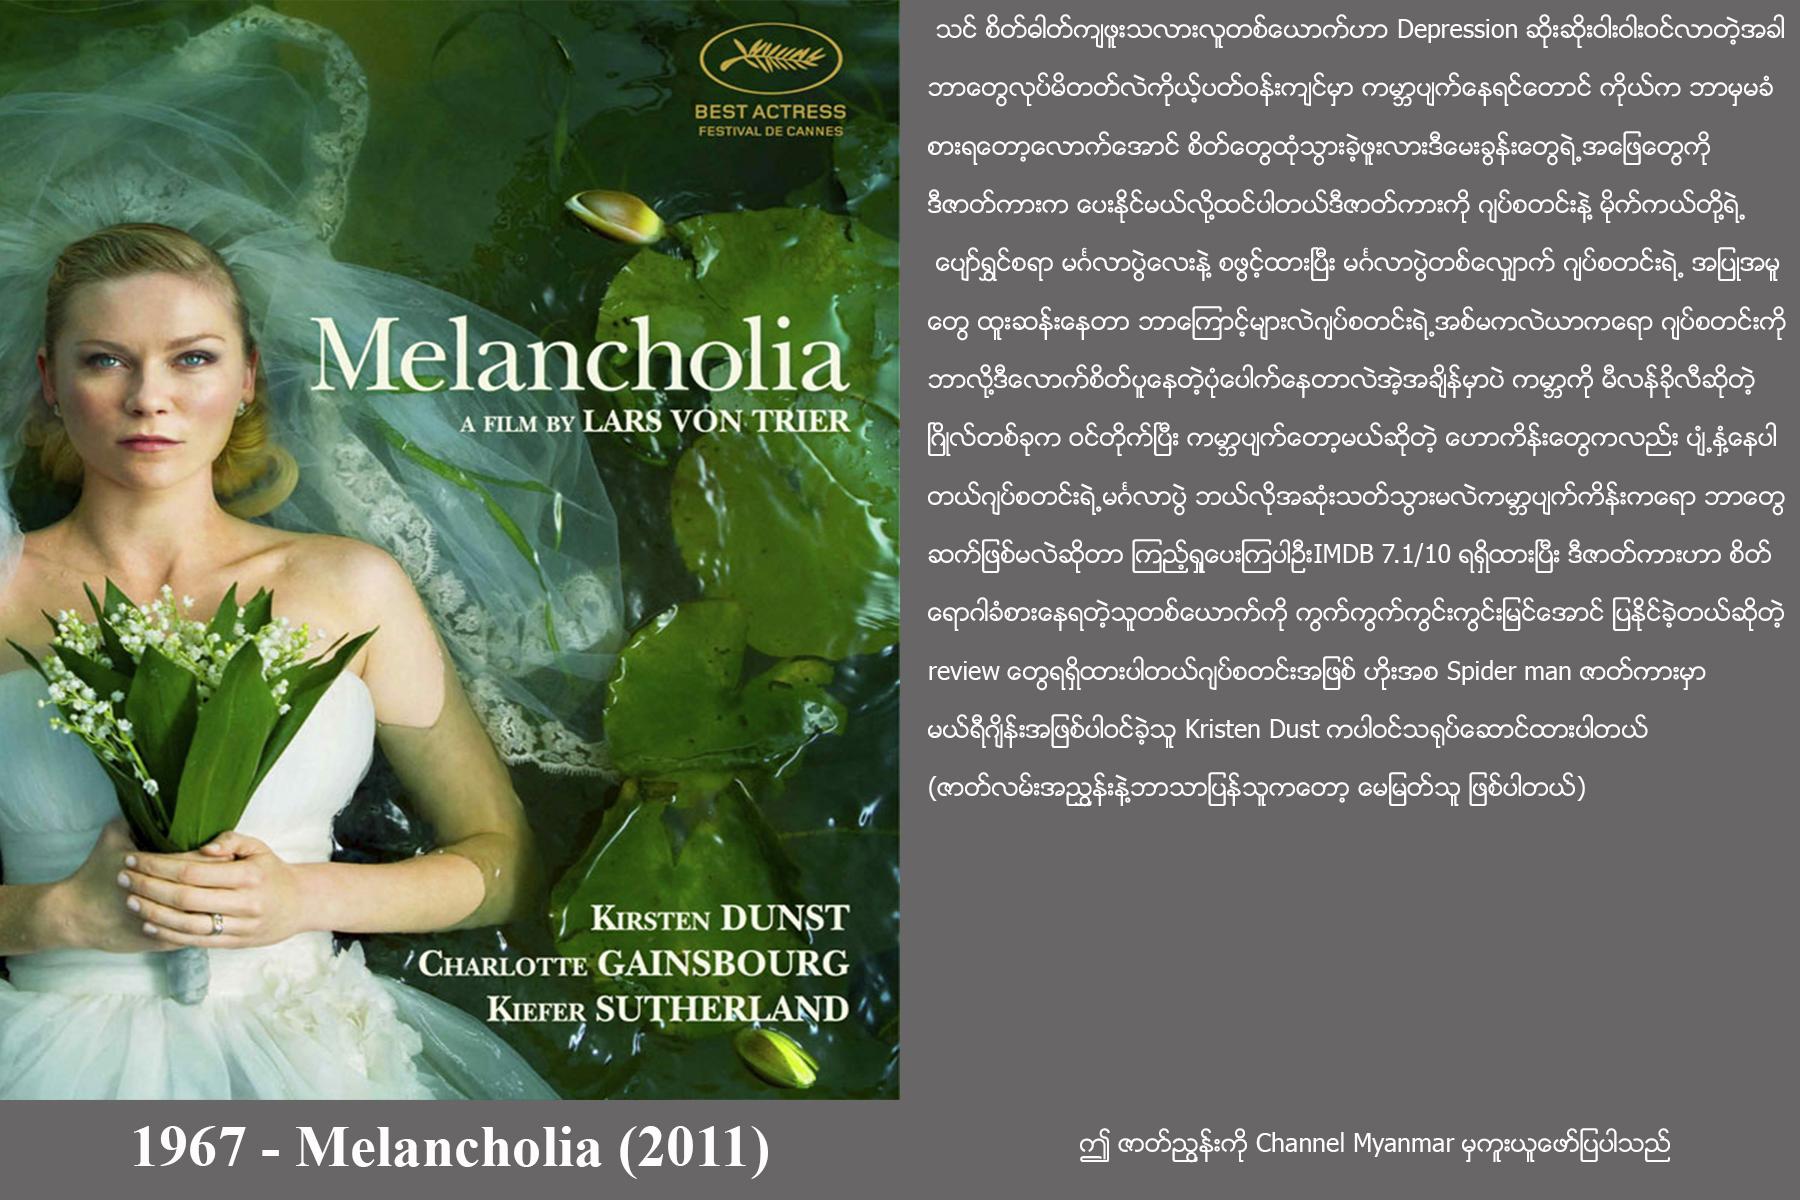 BEST ACTRESS
FESTIVAL DE CANNES
Melancholia
A FILM BY LARS VON TRIER
KIRSTEN DUNST
CHARLOTTE GAINSBOURG
KIEFER SUTHERLAND
1967 - Melancholia (2011)
သင် စိတ်ဓါတ်ကျဖူးသလားလူတစ်ယောက်ဟာ Depression ဆိုးဆိုးဝါးဝါးဝင်လာတဲ့အခါ
ဘာတွေလုပ်မိတတ်လဲကိုယ့်ပတ်ဝန်းကျင်မှာ ကမ္ဘာပျက်နေရင်တောင် ကိုယ်က ဘာမှမခံ
စားရတော့လောက်အောင် စိတ်တွေထုံသွားခဲ့ဖူးလားဒီမေးခွန်းတွေရဲ့အဖြေတွေကို
ဒီဇာတ်ကားက ပေးနိုင်မယ်လို့ထင်ပါတယ်ဒီဇာတ်ကားကို ဂျပ်စတင်းနဲ့ မိုက်ကယ်တို့ရဲ့
ပျော်ရွှင်စရာ မင်္ဂလာပွဲလေးနဲ့ စဖွင့်ထားပြီး မင်္ဂလာပွဲတစ်လျှောက် ဂျပ်စတင်းရဲ့ အပြုအမူ
တွေ ထူးဆန်းနေတာ ဘာကြောင့်များလဲဂျပ်စတင်းရဲ့အစ်မကလဲယာကရော ဂျပ်စတင်းကို
ဘာလို့ဒီလောက်စိတ်ပူနေတဲ့ပုံပေါက်နေတာလဲအဲ့အချိန်မှာပဲ ကမ္ဘာကို မီလန်ခိုလီဆိုတဲ့
ဂြိုလ်တစ်ခုက ဝင်တိုက်ပြီး ကမ္ဘာပျက်တော့မယ်ဆိုတဲ့ ဟောကိန်းတွေကလည်း ပျံ့နှံ့နေပါ
တယ်ဂျပ်စတင်းရဲ့မင်္ဂလာပွဲ ဘယ်လိုအဆုံးသတ်သွားမလဲကမ္ဘာပျက်ကိန်းကရော ဘာတွေ
ဆက်ဖြစ်မလဲဆိုတာ ကြည့်ရှုပေးကြပါဦးIMDB 7.1/10 ရရှိထားပြီး ဒီဇာတ်ကားဟာ စိတ်
ရောဂါခံစားနေရတဲ့သူတစ်ယောက်ကို ကွက်ကွက်ကွင်းကွင်းမြင်အောင် ပြနိုင်ခဲ့တယ်ဆိုတဲ့
review တွေရရှိထားပါတယ်ဂျပ်စတင်းအဖြစ် ဟိုးအစ Spider man ဇာတ်ကားမှာ
မယ်ရီဂျိန်းအဖြစ်ပါဝင်ခဲ့သူ Kristen Dust ကပါဝင်သရုပ်ဆောင်ထားပါတယ်
(ဇာတ်လမ်းအညွှန်းနဲ့ဘာသာပြန်သူကတော့ မေမြတ်သူ ဖြစ်ပါတယ်)
ဤ ဇာတ်ညွှန်းကို Channel Myanmar မှကူးယူဖော်ပြပါသည်